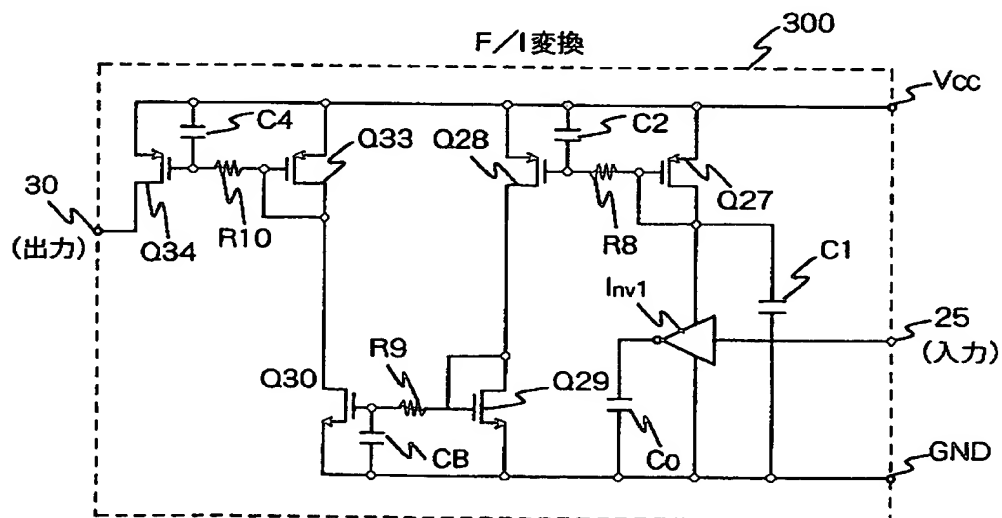 F/I変換
300
Vcc
C4
C2
Q33
Q28
Q27
30
(出力)
Q34
R10
R8
C1
Inv1
25
(入力)
R9
Q30
Q29
CB
Co
GND